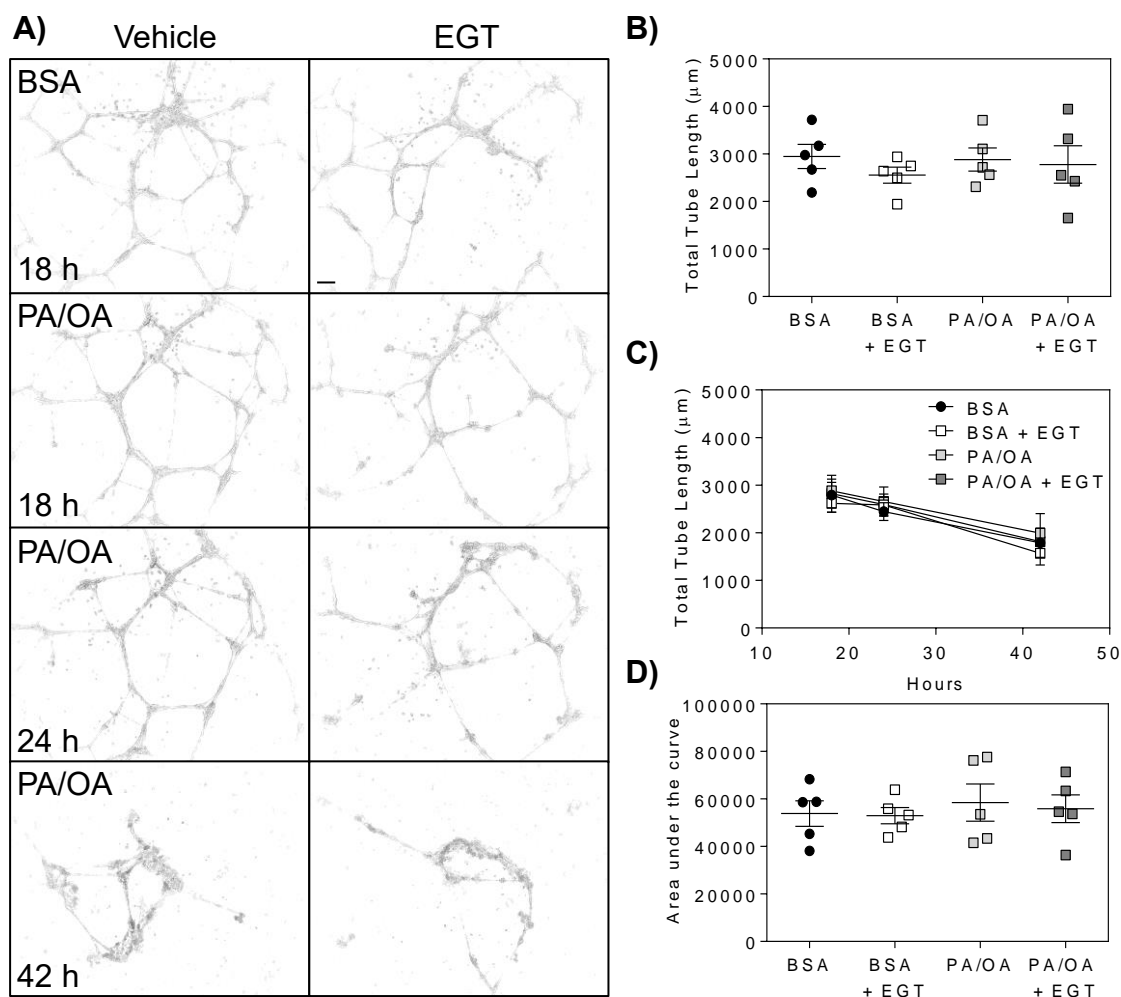 A)
Vehicle
EGT
BSA
18 h
PA/OA
18 h
PA/OA
24 h
PA/OA
42 h
B)
Total Tube Length (μm)
5000
4000
3000
2000
1000
0
BSA
BSA
+ EGT
PA/OA
PA/OA
+ EGT
C)
Total Tube Length (μm)
5000
4000
3000
2000
1000
0
10
20
30
40
50
Hours
BSA
BSA + EGT
PA/OA
PA/OA + EGT
D)
Area under the curve
100000
80000
60000
40000
20000
0
BSA
BSA
+ EGT
PA/OA
PA/OA
+ EGT